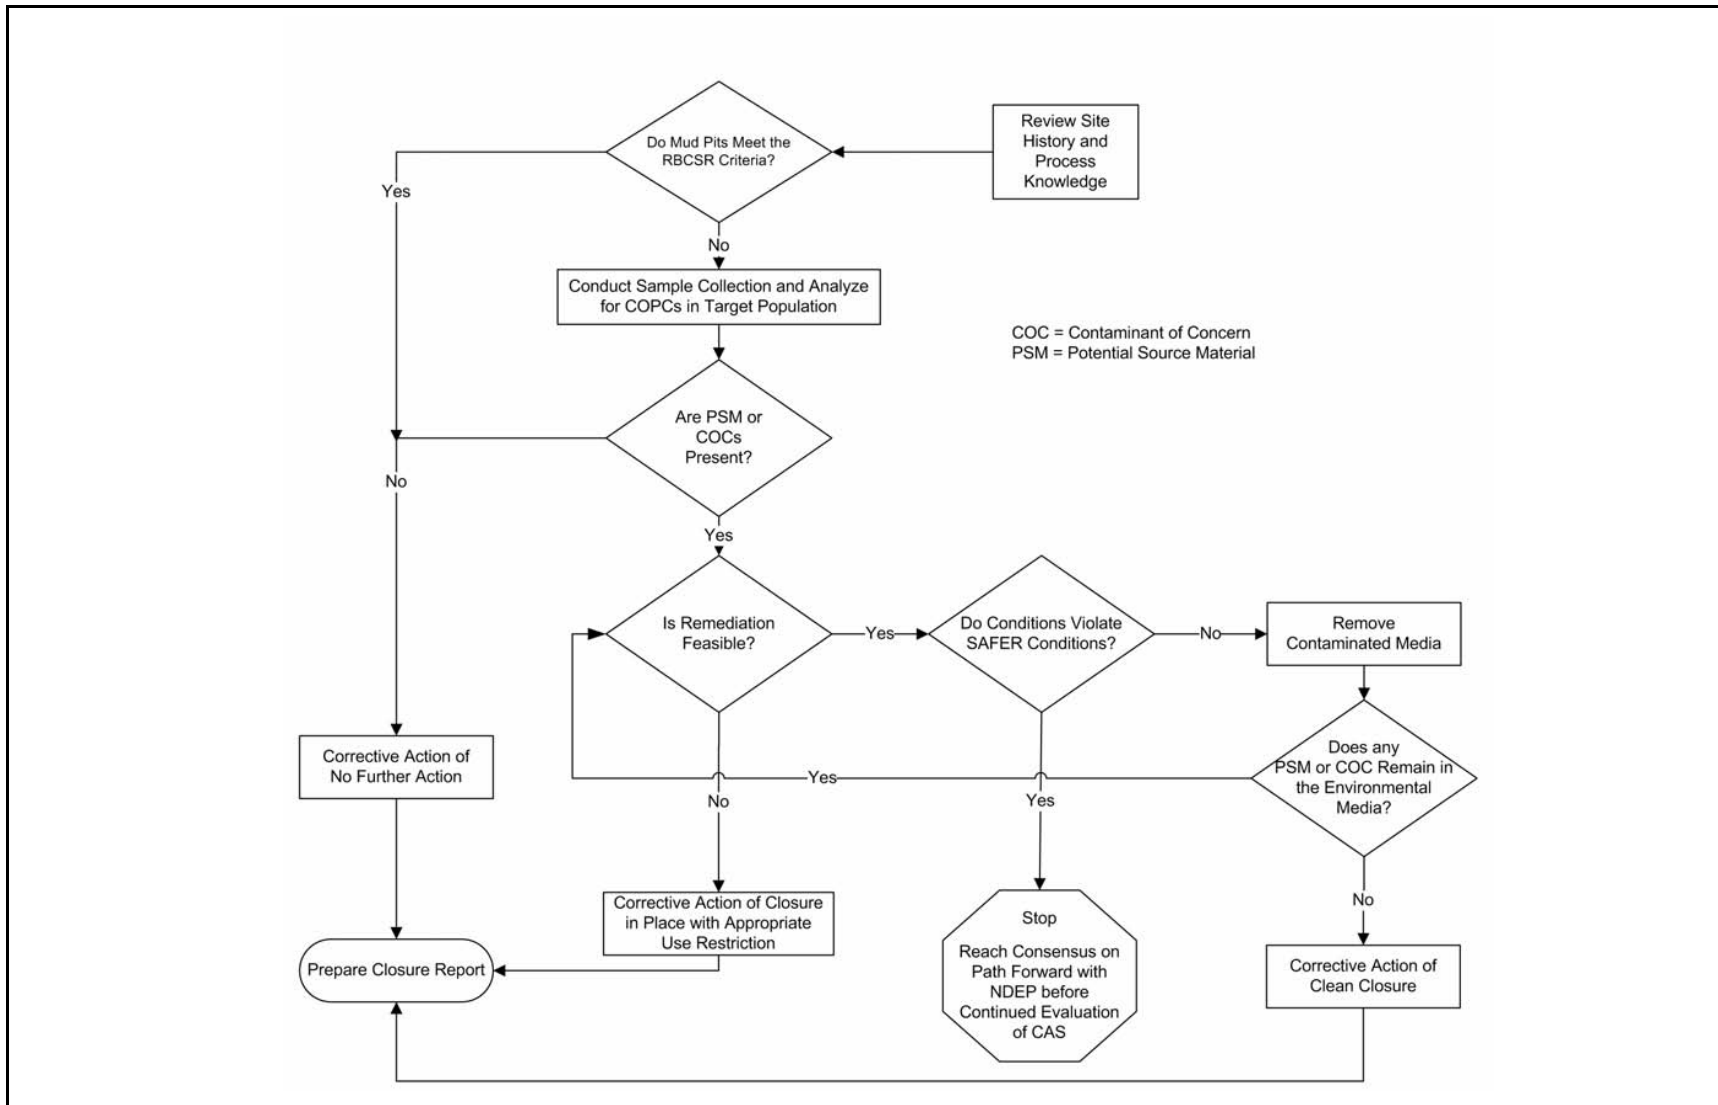 Do Mud Pits Meet the
RBCSR Criteria?
Review Site
History and
Process
Knowledge
Yes
No
Conduct Sample Collection and Analyze
for COPCs in Target Population
COC = Contaminant of Concern
PSM = Potential Source Material
Are PSM or
COCs
Present?
No
Yes
Is Remediation
Feasible?
Yes
Do Conditions Violate
SAFER Conditions?
No
Remove
Contaminated Media
Corrective Action of
No Further Action
Does any
PSM or COC Remain in
the Environmental
Media?
Yes
No
Yes
No
Corrective Action of Closure
in Place with Appropriate
Use Restriction
Stop
Reach Consensus on
Path Forward with
NDEP before
Continued Evaluation
of CAS
Prepare Closure Report
Corrective Action of
Clean Closure